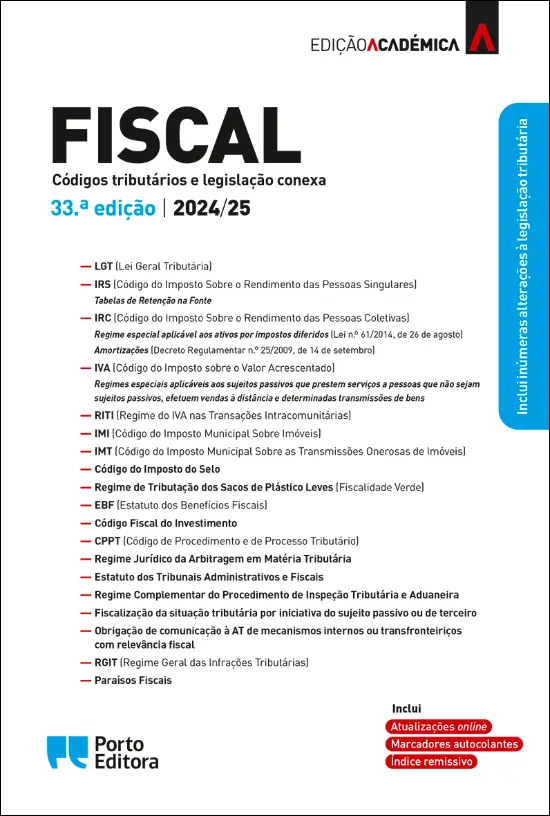 EDIÇÃO ACADÉMICA
FISCAL
Códigos tributários e legislação conexa
33.ª edição | 2024/25
Inclui inúmeras alterações à legislação tributária
— LGT (Lei Geral Tributária)
— IRS (Código do Imposto Sobre o Rendimento das Pessoas Singulares)
Tabelas de Retenção na Fonte
— IRC (Código do Imposto Sobre o Rendimento das Pessoas Coletivas)
Regime especial aplicável aos ativos por impostos diferidos (Lei n.º 61/2014, de 26 de agosto)
Amortizações (Decreto Regulamentar n.º 25/2009, de 14 de setembro)
— IVA (Código do Imposto sobre o Valor Acrescentado)
Regimes especiais aplicáveis aos sujeitos passivos que prestem serviços a pessoas que não sejam
sujeitos passivos, efetuem vendas à distância e determinadas transmissões de bens
— RITI (Regime do IVA nas Transações Intracomunitárias)
— IMI (Código do Imposto Municipal Sobre Imóveis)
— IMT (Código do Imposto Municipal Sobre as Transmissões Onerosas de Imóveis)
— Código do Imposto do Selo
— Regime de Tributação dos Sacos de Plástico Leves (Fiscalidade Verde)
— EBF (Estatuto dos Benefícios Fiscais)
— Código Fiscal do Investimento
— CPPT (Código de Procedimento e de Processo Tributário)
— Regime Jurídico da Arbitragem em Matéria Tributária
— Estatuto dos Tribunais Administrativos e Fiscais
— Regime Complementar do Procedimento de Inspeção Tributária e Aduaneira
— Fiscalização da situação tributária por iniciativa do sujeito passivo ou de terceiro
— Obrigação de comunicação à AT de mecanismos internos ou transfronteiriços
com relevância fiscal
— RGIT (Regime Geral das Infrações Tributárias)
— Paraísos Fiscais
Inclui
Atualizações online
Marcadores autocolantes
Índice remissivo
Porto
Editora